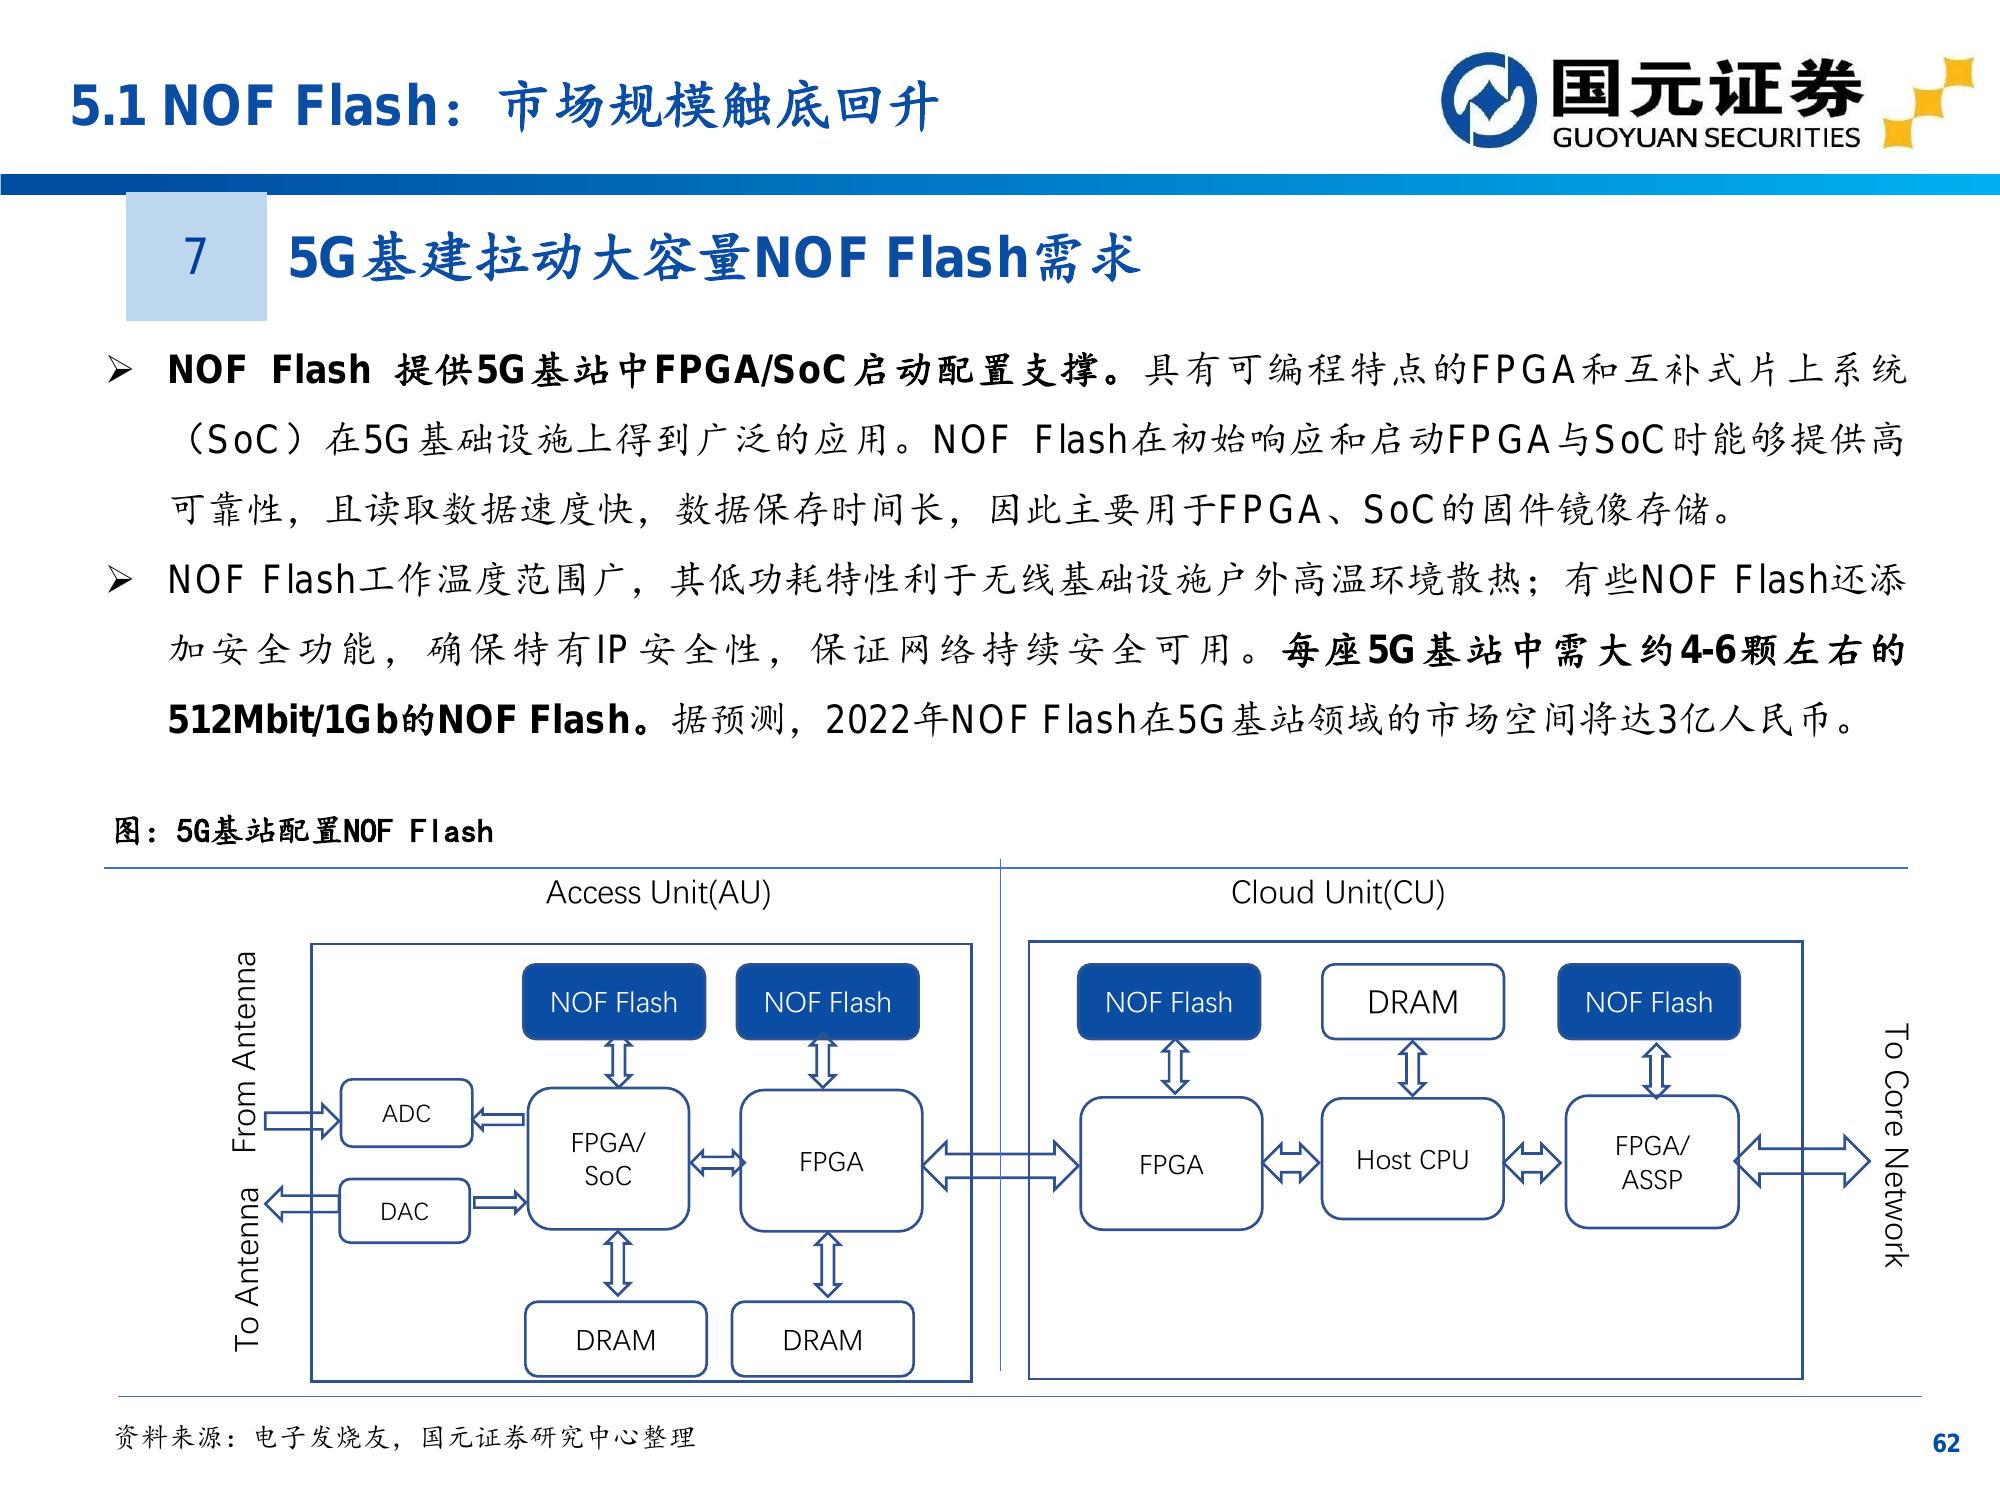 5.1 NOF Flash：市场规模触底回升
国元证券
GUOYUAN SECURITIES
7
5G基建拉动大容量NOF Flash需求
➢ NOF Flash 提供5G基站中FPGA/SoC启动配置支撑。具有可编程特点的FPGA和互补式片上系统
（SoC）在5G基础设施上得到广泛的应用。NOF Flash在初始响应和启动FPGA与SoC时能够提供高
可靠性，且读取数据速度快，数据保存时间长，因此主要用于FPGA、SoC的固件镜像存储。
➢ NOF Flash工作温度范围广，其低功耗特性利于无线基础设施户外高温环境散热；有些NOF Flash还添
加安全功能，确保特有IP安全性，保证网络持续安全可用。每座5G基站中需大约4-6颗左右的
512Mbit/1Gb的NOF Flash。据预测，2022年NOF Flash在5G基站领域的市场空间将达3亿人民币。
图：5G基站配置NOF Flash
Access Unit(AU)
Cloud Unit(CU)
From Antenna
To Antenna
NOF Flash
NOF Flash
ADC
DAC
FPGA/
SoC
FPGA
DRAM
DRAM
NOF Flash
DRAM
NOF Flash
FPGA
Host CPU
FPGA/
ASSP
To Core Network
资料来源：电子发烧友，国元证券研究中心整理
62